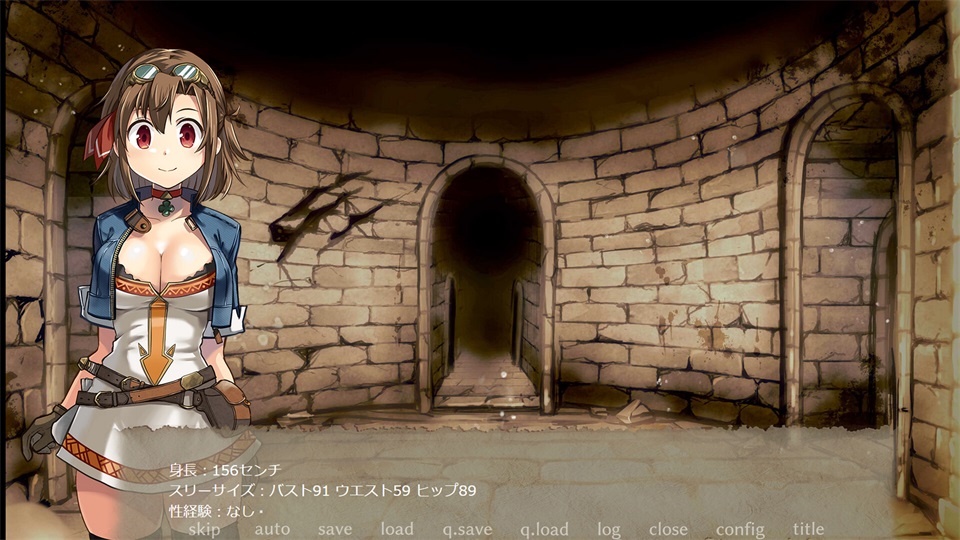 身長：156センチ
スリーサイズ：バスト91 ウエスト59 ヒップ89
性経験：なし・
skip auto save load q.save q.load log close config title